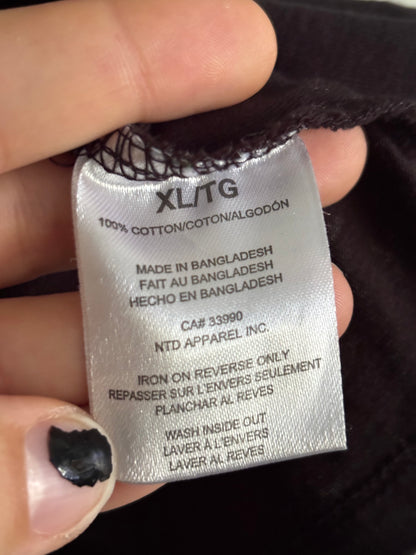 XL/TG
100% COTTON/COTON/ALGODÓN
MADE IN BANGLADESH
FAIT AU BANGLADESH
HECHO EN BANGLADESH
CA# 33990
NTD APPAREL INC.
IRON ON REVERSE ONLY
REPASSER SUR L'ENVERS SEULEMENT
PLANCHAR AL REVES
WASH INSIDE OUT
LAVER À L'ENVERS
LAVER AL REVES